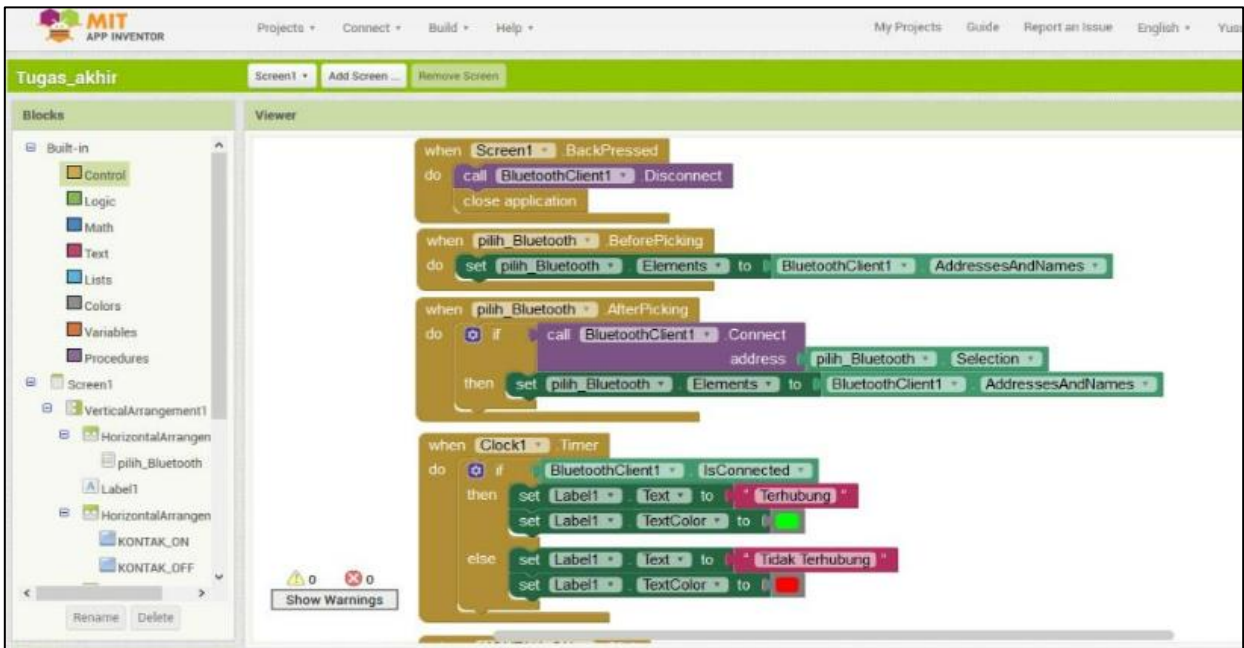 MIT
APP INVENTOR
Projects Connect Build Help My Projects Guide Report an Issue English
Tugas_akhir Screen1 Add Screen ... Remove Screen
Blocks Viewer
Built-in
Control
Logic
Math
Text
Lists
Colors
Variables
Procedures
Screen1
VerticalArrangement1
HorizontalArrangen
pilih_Bluetooth
Label1
HorizontalArrangen
KONTAK_ON
KONTAK_OFF
Rename Delete
when Screen1 .BackPressed
do call BluetoothClient1 .Disconnect
close application
when pilih_Bluetooth .BeforePicking
do set pilih_Bluetooth . Elements to BluetoothClient1 . AddressesAndNames
when pilih_Bluetooth .AfterPicking
do if call BluetoothClient1 .Connect
address pilih_Bluetooth . Selection
then set pilih_Bluetooth . Elements to BluetoothClient1 . AddressesAndNames
when Clock1 .Timer
do if BluetoothClient1 . IsConnected
then set Label1 . Text to " Terhubung "
set Label1 . TextColor to
else set Label1 . Text to " Tidak Terhubung "
set Label1 . TextColor to
0 0
Show Warnings